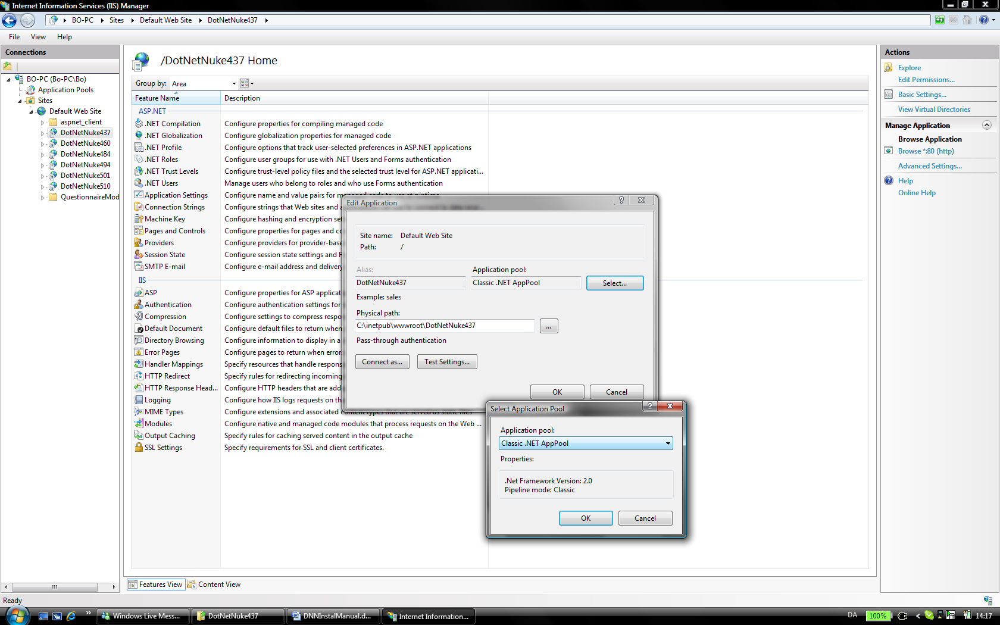 Internet Information Services (IIS) Manager
BO-PC
Sites
Default Web Site
DotNetNuke437
File View Help
Connections
BO-PC (Bo-PC\Bo)
Application Pools
Sites
Default Web Site
aspnet_client
DotNetNuke437
DotNetNuke460
DotNetNuke484
DotNetNuke494
DotNetNuke501
DotNetNuke510
QuestionnaireMod
/DotNetNuke437 Home
Group by: Area
Feature Name Description
ASP.NET
.NET Compilation Configure properties for compiling managed code
.NET Globalization Configure globalization properties for managed code
.NET Profile Configure options that track user-selected preferences in ASP.NET applications
.NET Roles Configure user groups for use with .NET Users and Forms authentication
.NET Trust Levels Configure trust-level policy files and the selected trust level for ASP.NET applicati...
.NET Users Manage users who belong to roles and who use Forms authentication
Application Settings Configure name and value pairs for managed code to use at runtime
Connection Strings Configure strings that Web sites and
Machine Key Configure hashing and encryption set
Pages and Controls Configure properties for pages and co
Providers Configure providers for provider-base
Session State Configure session state settings and F
SMTP E-mail Configure e-mail address and delivery
IIS
ASP Configure properties for ASP applicat
Authentication Configure authentication settings for
Compression Configure settings to compress respo
Default Document Configure default files to return when
Directory Browsing Configure information to display in a
Error Pages Configure pages to return when error
Handler Mappings Specify resources that handle respons
HTTP Redirect Specify rules for redirecting incoming
HTTP Response Head... Configure HTTP headers that are add
Logging Configure how IIS logs requests on th
MIME Types Configure extensions and associated content types that are served as static files
Modules Configure native and managed code modules that process requests on the Web ...
Output Caching Specify rules for caching served content in the output cache
SSL Settings Specify requirements for SSL and client certificates.
Features View Content View
Edit Application
Site name: Default Web Site
Path: /
Alias: Application pool:
DotNetNuke437 Classic .NET AppPool Select...
Example: sales
Physical path:
C:\inetpub\wwwroot\DotNetNuke437 ...
Pass-through authentication
Connect as... Test Settings...
OK Cancel
Select Application Pool
Application pool:
Classic .NET AppPool
Properties:
.Net Framework Version: 2.0
Pipeline mode: Classic
OK Cancel
Actions
Explore
Edit Permissions...
Basic Settings...
View Virtual Directories
Manage Application
Browse Application
Browse *:80 (http)
Advanced Settings...
Help
Online Help
Ready
Windows Live Mess... DotNetNuke437 DNNInstalManual.d... Internet Information... DA 100% 14:17